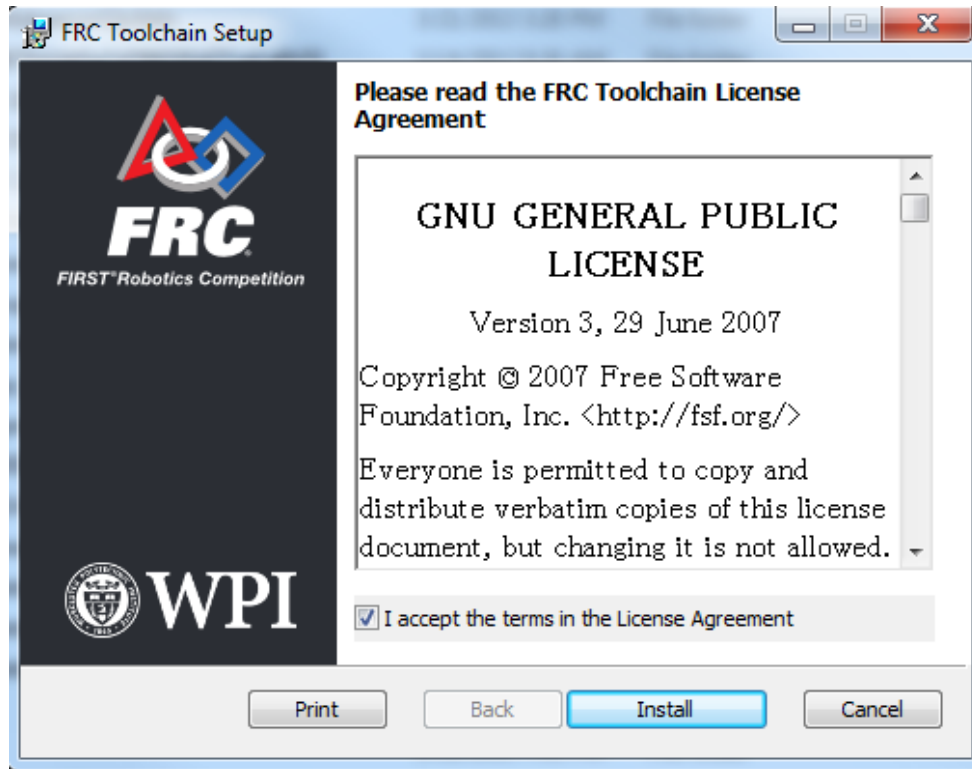 FRC Toolchain Setup
Please read the FRC Toolchain License
Agreement
GNU GENERAL PUBLIC
LICENSE
Version 3, 29 June 2007
Copyright © 2007 Free Software
Foundation, Inc. <http://fsf.org/>
Everyone is permitted to copy and
distribute verbatim copies of this license
document, but changing it is not allowed.
I accept the terms in the License Agreement
FRC
FIRST® Robotics Competition
WPI
Print
Back
Install
Cancel